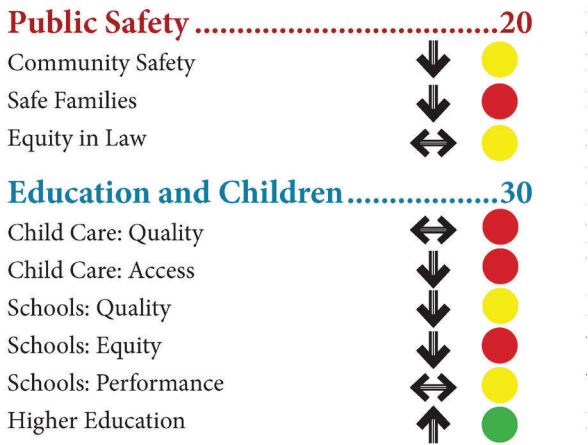 Public Safety.................................20
Community Safety
Safe Families
Equity in Law
Education and Children....................30
Child Care: Quality
Child Care: Access
Schools: Quality
Schools: Equity
Schools: Performance
Higher Education